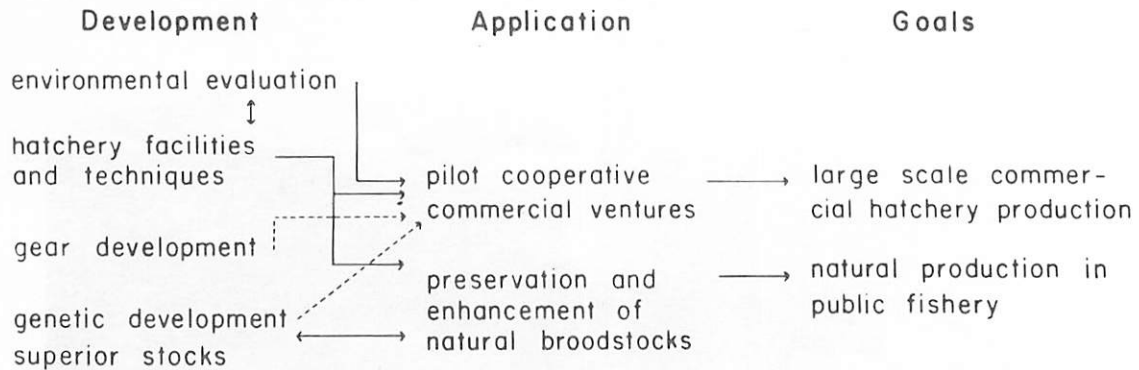 Development
Application
Goals
environmental evaluation
hatchery facilities
and techniques
gear development
genetic development
superior stocks
pilot cooperative
commercial ventures
preservation and
enhancement of
natural broodstocks
large scale commer-
cial hatchery production
natural production in
public fishery